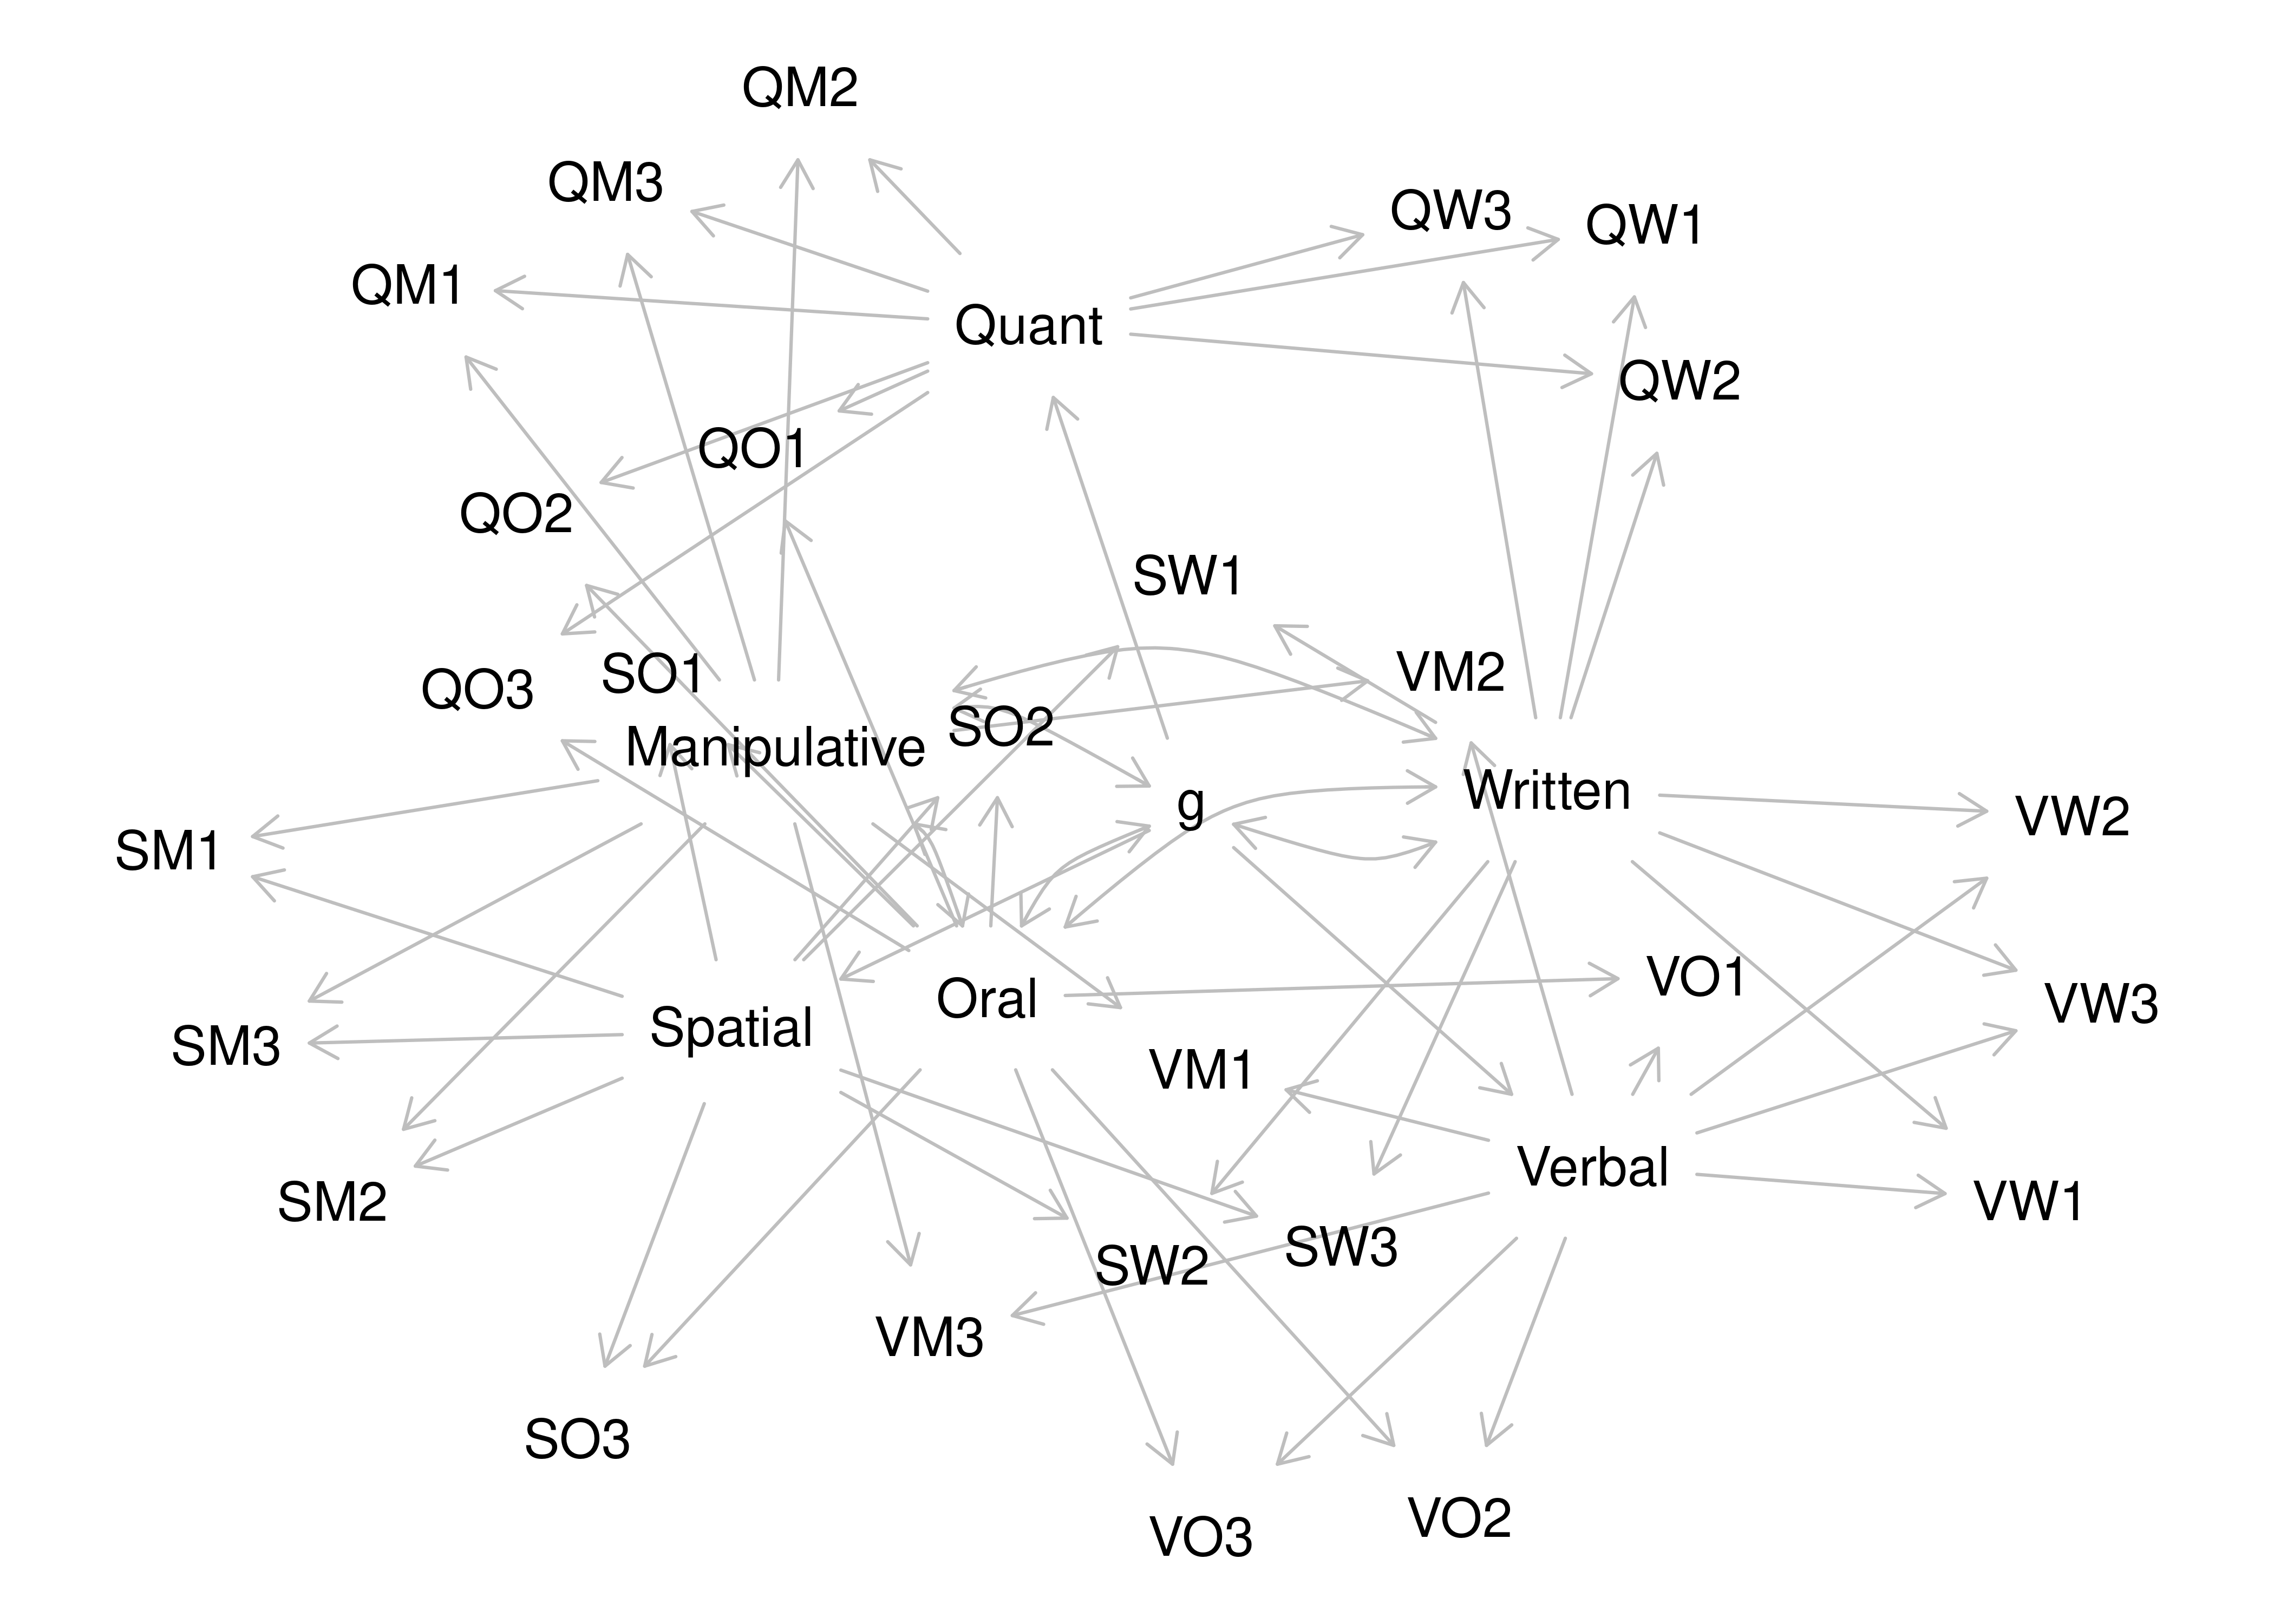 QM2
QM3
QW3
QW1
QM1
Quant
QW2
QO1
QO2
SW1
VM2
SO1
QO3
SO2
Manipulative
Written
g
VW2
SM1
VO1
Oral
VW3
Spatial
SM3
VM1
Verbal
SM2
VW1
SW3
SW2
VM3
SO3
VO2
VO3